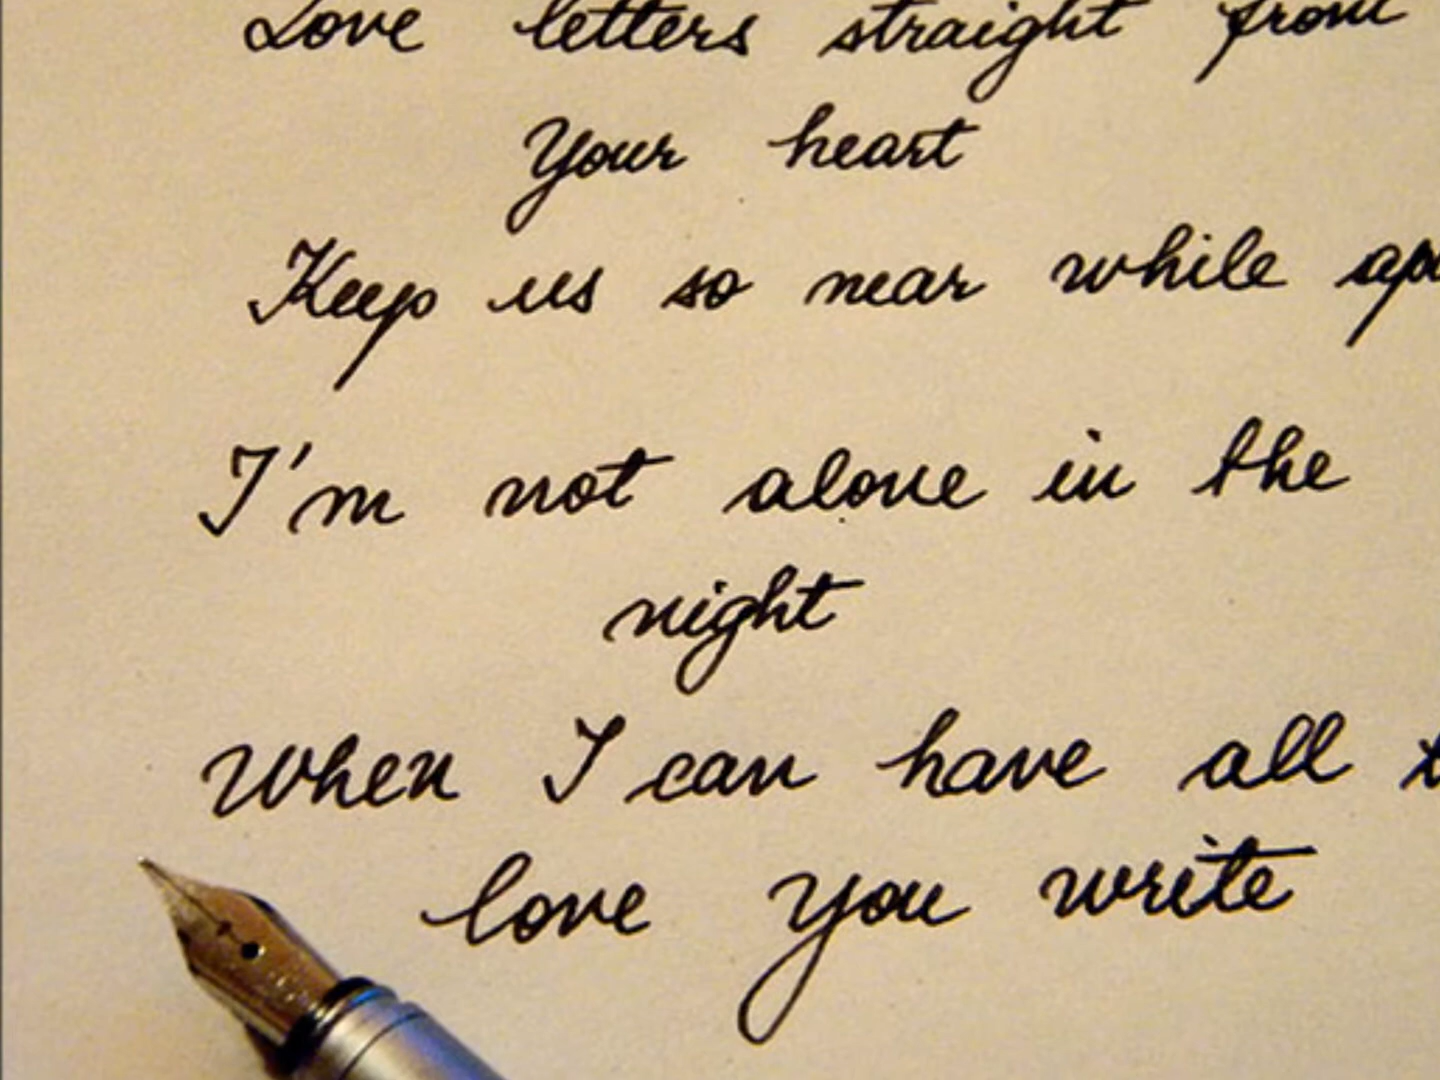 Love letters straight from
Your heart
Keep us so near while
I'm not alone in the
night
When I can have all
love you write